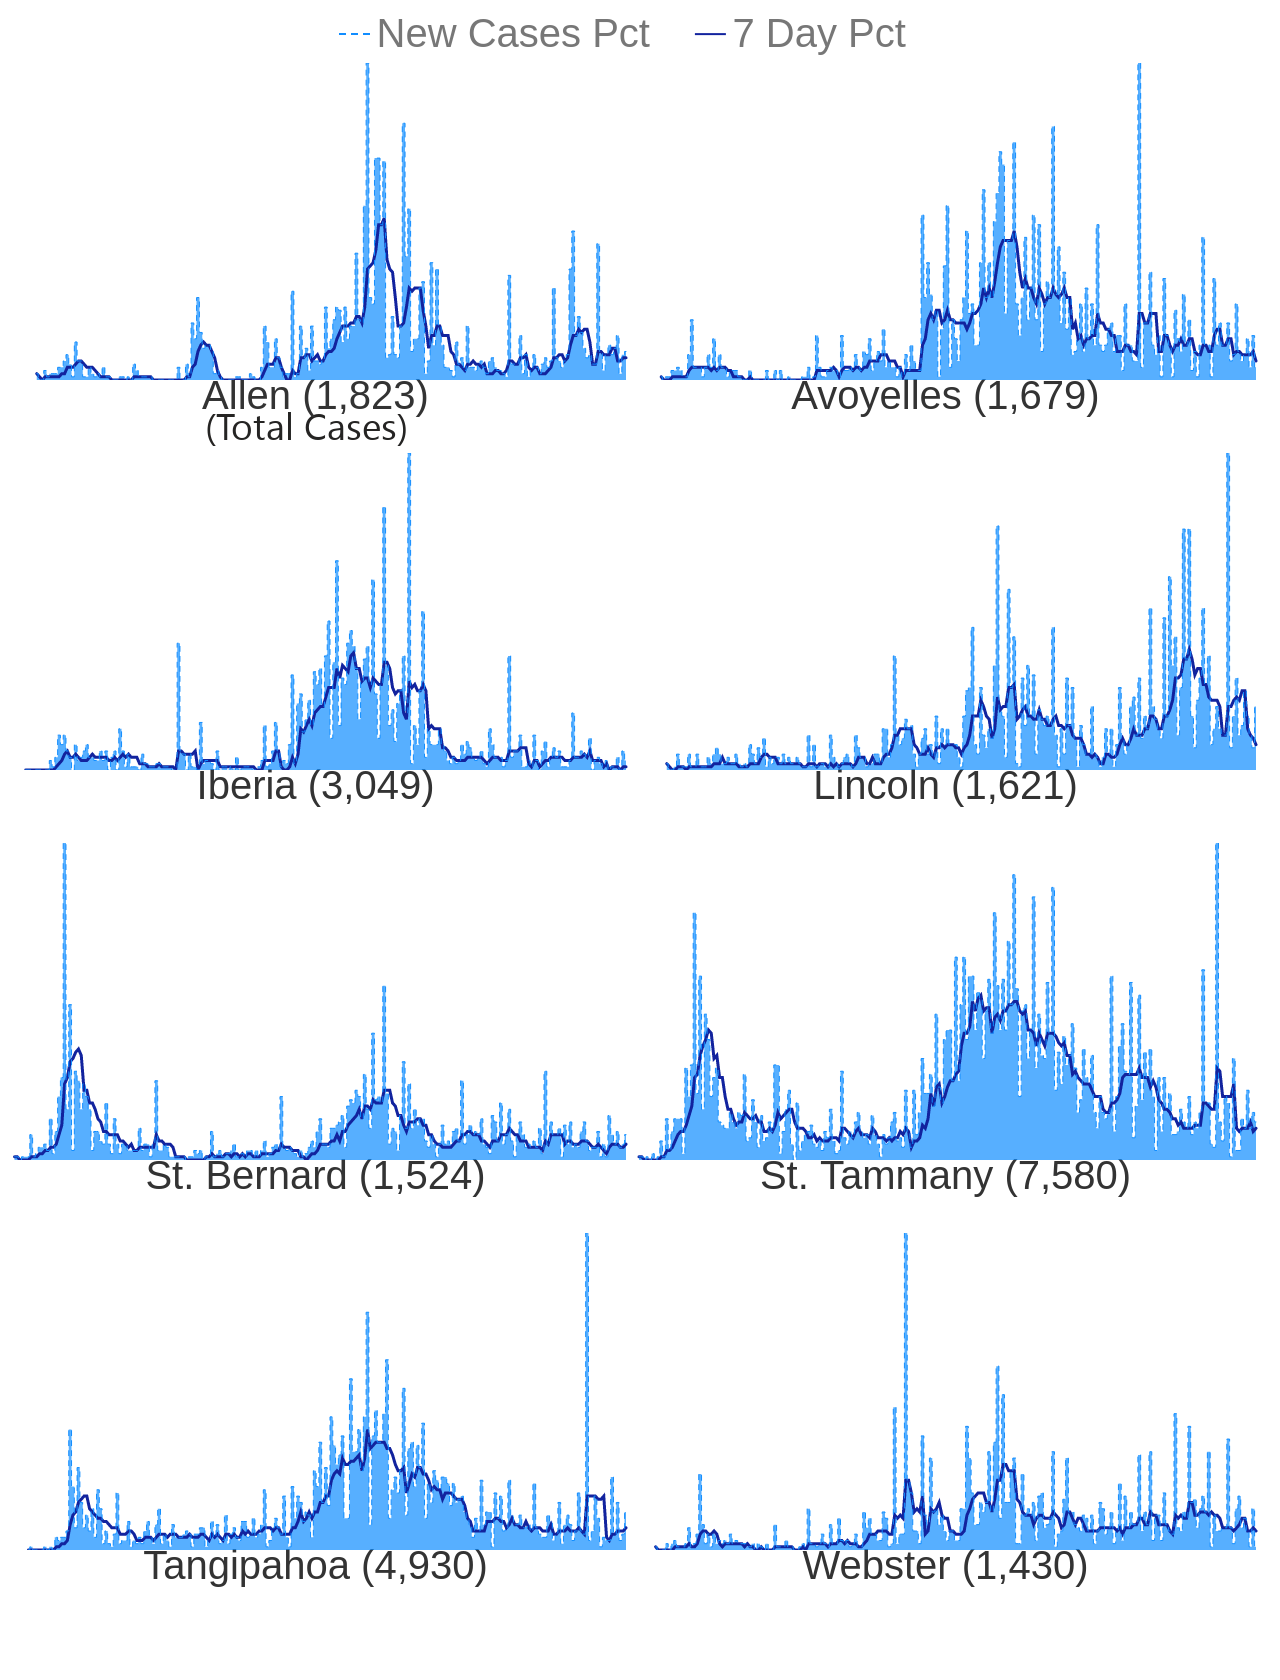 New Cases Pct 7 Day Pct
Allen (1,823)
(Total Cases)
Avoyelles (1,679)
Iberia (3,049)
Lincoln (1,621)
St. Bernard (1,524)
St. Tammany (7,580)
Tangipahoa (4,930)
Webster (1,430)